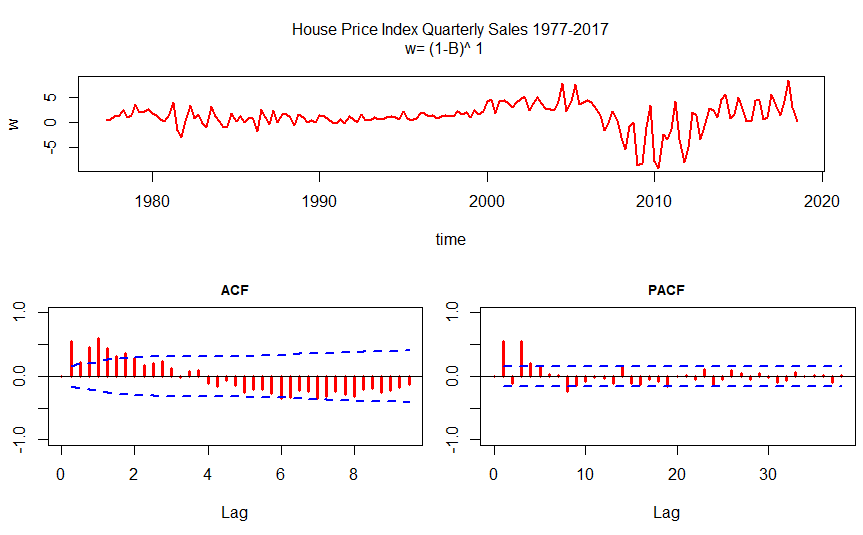 House Price Index Quarterly Sales 1977-2017
w= (1-B)^ 1
w
5
0
-5
1980 1990 2000 2010 2020
time
ACF
1.0
0.0
-1.0
0 2 4 6 8
Lag
PACF
1.0
0.0
-1.0
0 10 20 30
Lag